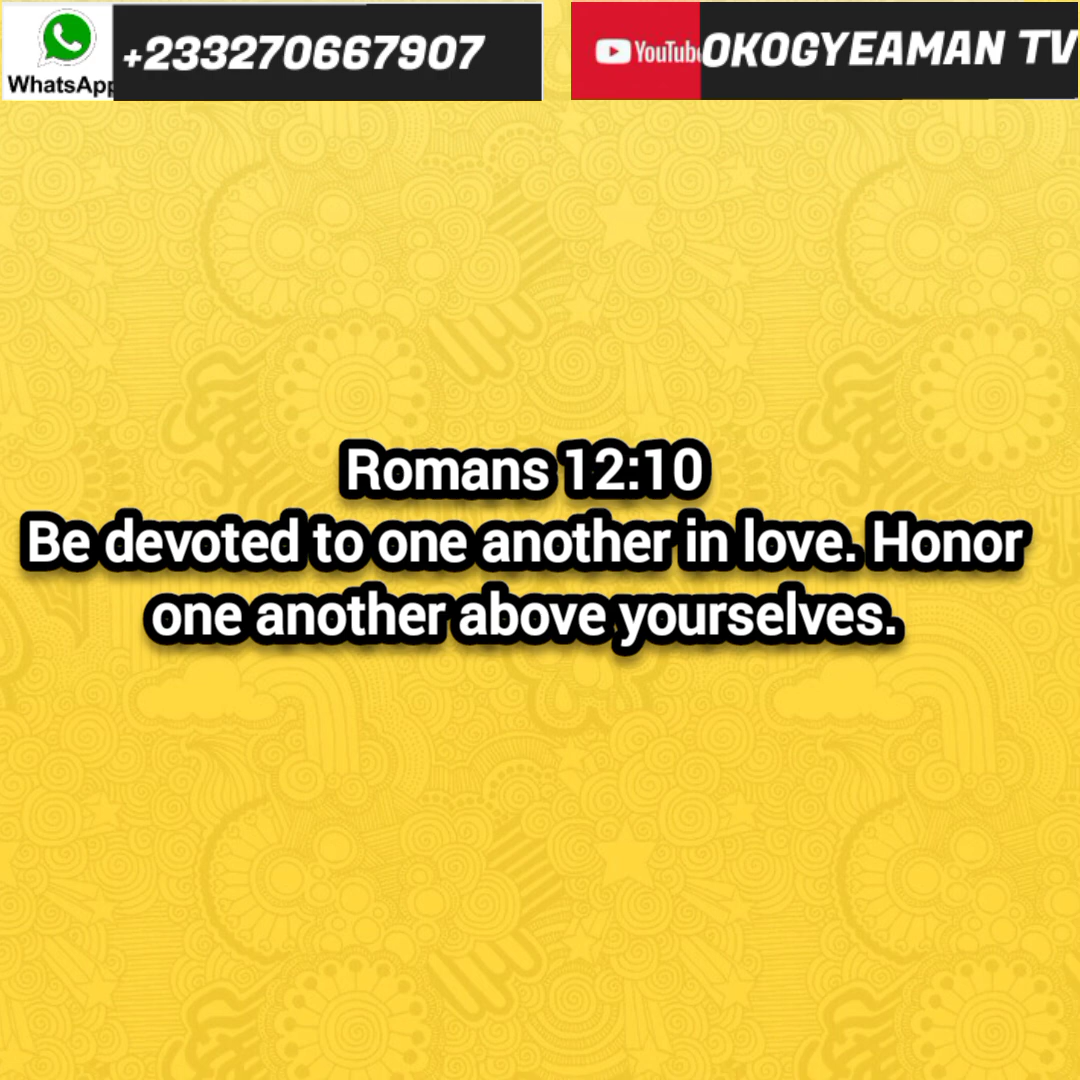 WhatsApp
+233270667907
YouTube
OKOGYEAMAN TV
Romans 12:10
Be devoted to one another in love. Honor
one another above yourselves.